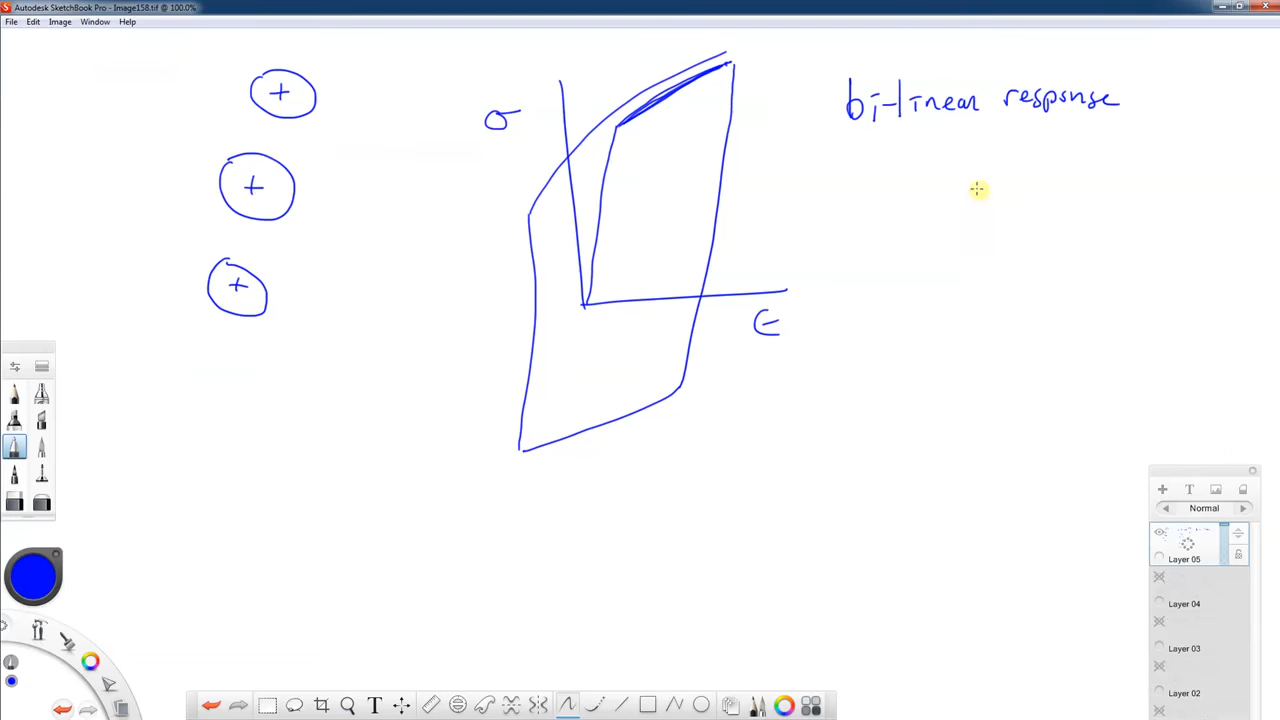 Autodesk SketchBook Pro - Image158.tif @ 100.0%
File Edit Image Window Help
+
+
+
σ
ϵ
bi-linear response
T
Normal
Layer 05
Layer 04
Layer 03
Layer 02
T